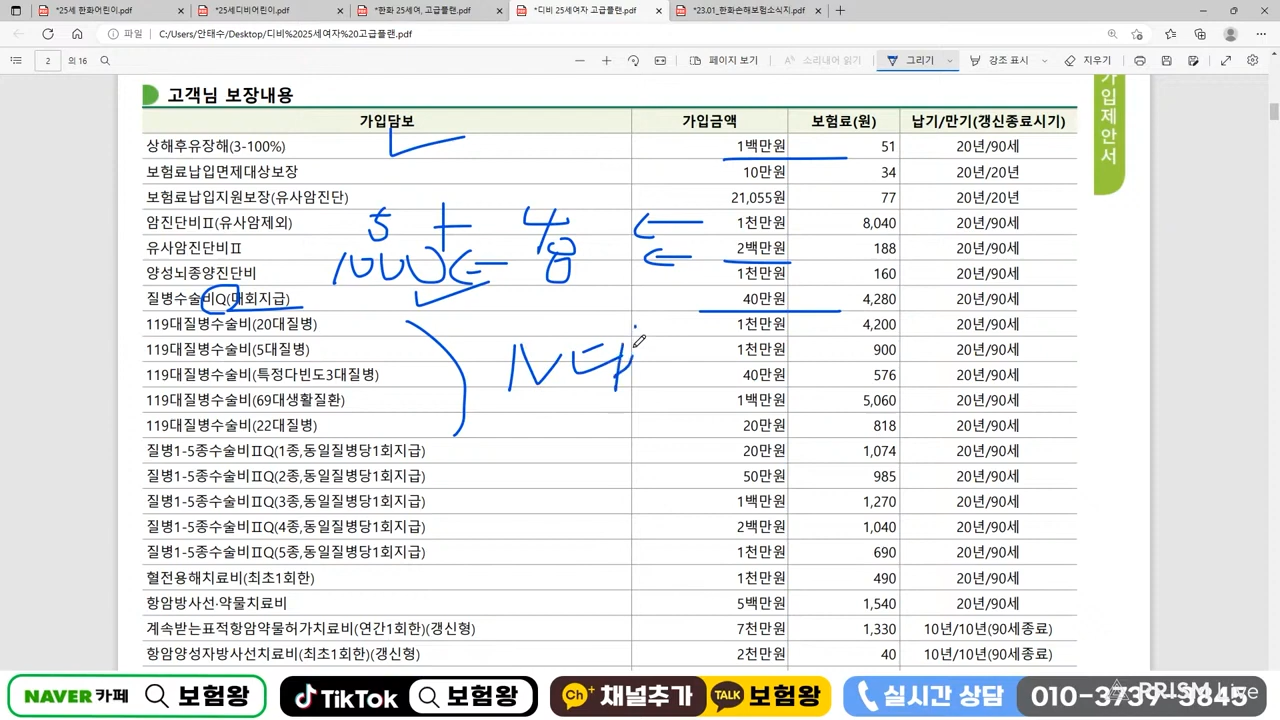 *25세 한화어린이.pdf
*25세디비어린이.pdf
*한화 25세여, 고급플랜.pdf
*디비 25세여자 고급플랜.pdf
*23.01_한화손해보험소식지.pdf
파일 C:/Users/안태수/Desktop/디비%2025세여자%20고급플랜.pdf
2 의 16 페이지 보기 소리내어 읽기 그리기 강조 표시 지우기
고객님 보장내용
가입제안서
가입담보 가입금액 보험료(원) 납기/만기(갱신종료시기)
상해후유장해(3-100%) 1백만원 51 20년/90세
보험료납입면제대상보장 10만원 34 20년/20년
보험료납입지원보장(유사암진단) 21,055원 77 20년/20년
암진단비Ⅱ(유사암제외) 1천만원 8,040 20년/90세
유사암진단비Ⅱ 2백만원 188 20년/90세
양성뇌종양진단비 1천만원 160 20년/90세
질병수술비Q(매회지급) 40만원 4,280 20년/90세
119대질병수술비(20대질병) 1천만원 4,200 20년/90세
119대질병수술비(5대질병) 1천만원 900 20년/90세
119대질병수술비(특정다빈도3대질병) 40만원 576 20년/90세
119대질병수술비(69대생활질환) 1백만원 5,060 20년/90세
119대질병수술비(22대질병) 20만원 818 20년/90세
질병1-5종수술비ⅡQ(1종,동일질병당1회지급) 20만원 1,074 20년/90세
질병1-5종수술비ⅡQ(2종,동일질병당1회지급) 50만원 985 20년/90세
질병1-5종수술비ⅡQ(3종,동일질병당1회지급) 1백만원 1,270 20년/90세
질병1-5종수술비ⅡQ(4종,동일질병당1회지급) 2백만원 1,040 20년/90세
질병1-5종수술비ⅡQ(5종,동일질병당1회지급) 1천만원 690 20년/90세
혈전용해치료비(최초1회한) 1천만원 490 20년/90세
항암방사선·약물치료비 5백만원 1,540 20년/90세
계속받는표적항암약물허가치료비(연간1회한)(갱신형) 7천만원 1,330 10년/10년(90세종료)
항암양성자방사선치료비(최초1회한)(갱신형) 2천만원 40 10년/10년(90세종료)
5 + 40
1000 8
NAVER 카페 보험왕 TikTok 보험왕 Ch+ 채널추가 TALK 보험왕 실시간 상담 010-3739-5845
PRISM Live